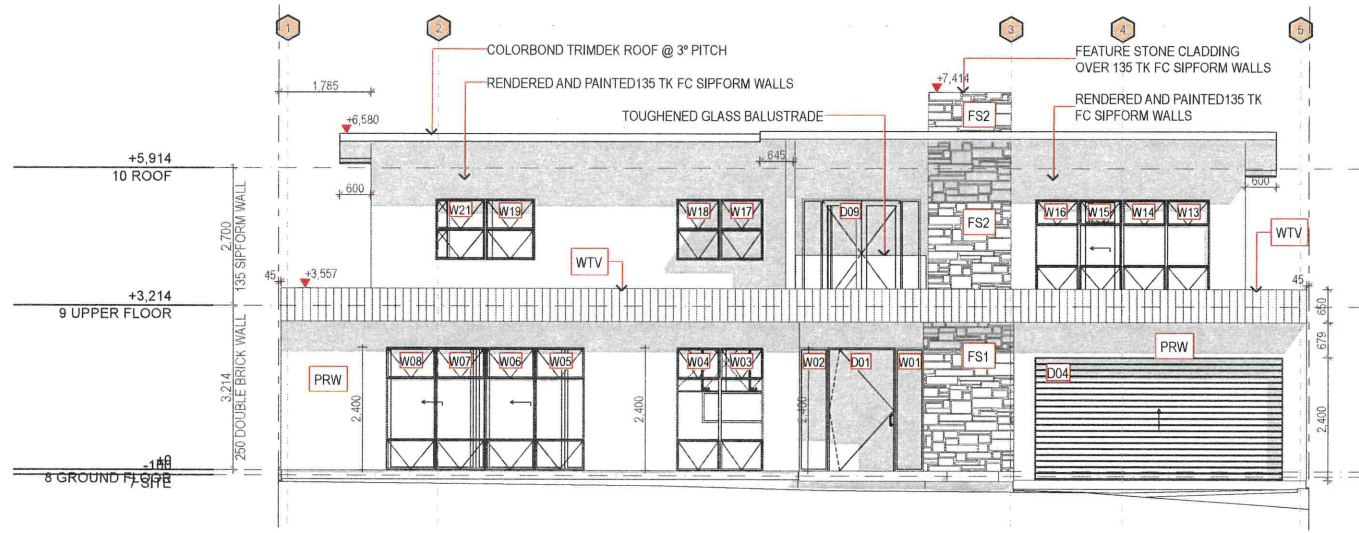 1
2
3
4
5
COLORBOND TRIMDEK ROOF @ 3° PITCH
FEATURE STONE CLADDING
OVER 135 TK FC SIPFORM WALLS
RENDERED AND PAINTED135 TK FC SIPFORM WALLS
+7,414
1,785
RENDERED AND PAINTED135 TK
FC SIPFORM WALLS
TOUGHENED GLASS BALUSTRADE
FS2
+6,580
645
+5,914
10 ROOF
600
600
W21
W19
W18
W17
D09
FS2
W16
W15
W14
W13
2,700
135 SIPFORM WALL
WTV
WTV
45
+3,557
45
+3,214
9 UPPER FLOOR
650
679
PRW
W08
W07
W06
W05
W04
W03
W02
D01
W01
FS1
PRW
D04
3,214
250 DOUBLE BRICK WALL
2,400
2,400
2,400
2,400
8 GROUND FLOOR
7 SITE